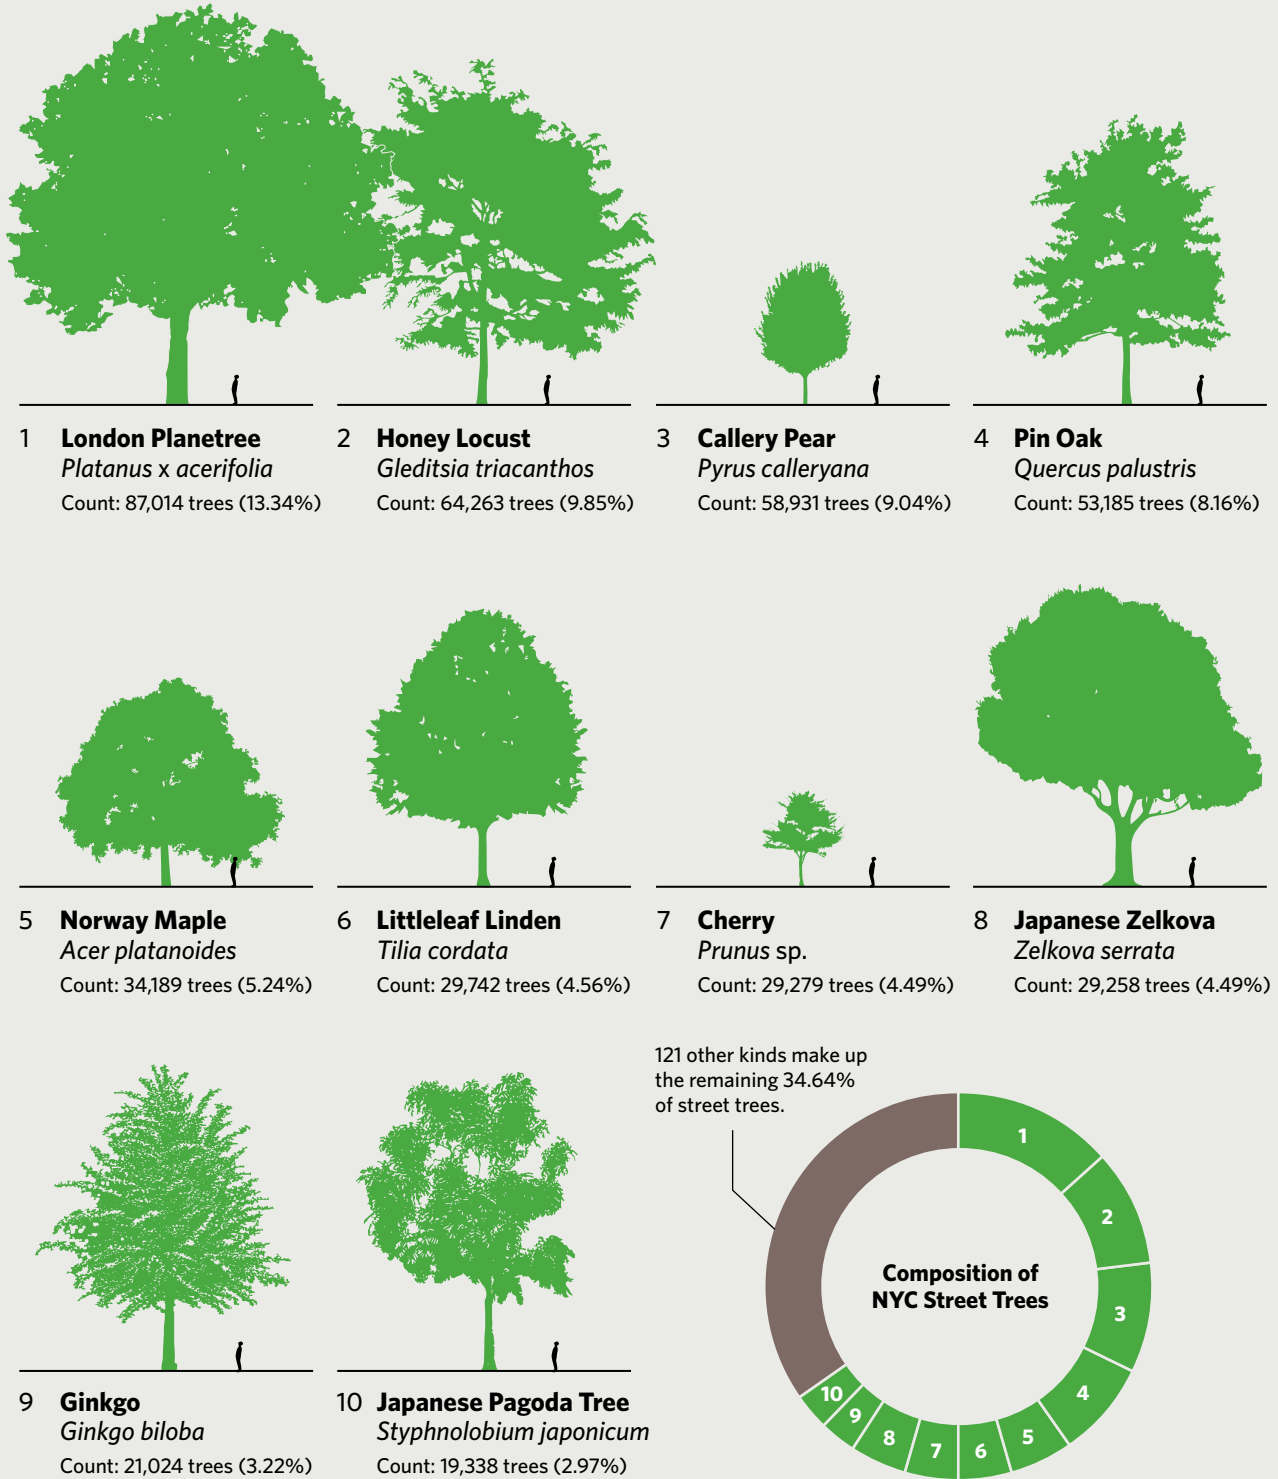 1 London Planetree
Platanus x acerifolia
Count: 87,014 trees (13.34%)
2 Honey Locust
Gleditsia triacanthos
Count: 64,263 trees (9.85%)
3 Callery Pear
Pyrus calleryana
Count: 58,931 trees (9.04%)
4 Pin Oak
Quercus palustris
Count: 53,185 trees (8.16%)
5 Norway Maple
Acer platanoides
Count: 34,189 trees (5.24%)
6 Littleleaf Linden
Tilia cordata
Count: 29,742 trees (4.56%)
7 Cherry
Prunus sp.
Count: 29,279 trees (4.49%)
8 Japanese Zelkova
Zelkova serrata
Count: 29,258 trees (4.49%)
9 Ginkgo
Ginkgo biloba
Count: 21,024 trees (3.22%)
10 Japanese Pagoda Tree
Styphnolobium japonicum
Count: 19,338 trees (2.97%)
121 other kinds make up
the remaining 34.64%
of street trees.
Composition of
NYC Street Trees
1
2
3
4
5
6
7
8
9
10